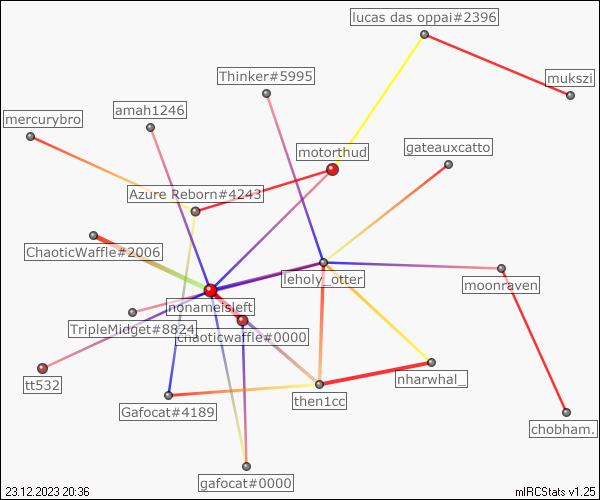 lucas das oppai#2396
Thinker#5995
mukszi
amah1246
mercurybro
motorthud
gateauxcatto
Azure Reborn#4243
ChaoticWaffle#2006
leholy_otter
moonraven
nonameisleft
TripleMidget#8824
chaoticwaffle#0000
tt532
nharwhal_
then1cc
Gafocat#4189
chobham.
gafocat#0000
23.12.2023 20:36
mIRCStats v1.25